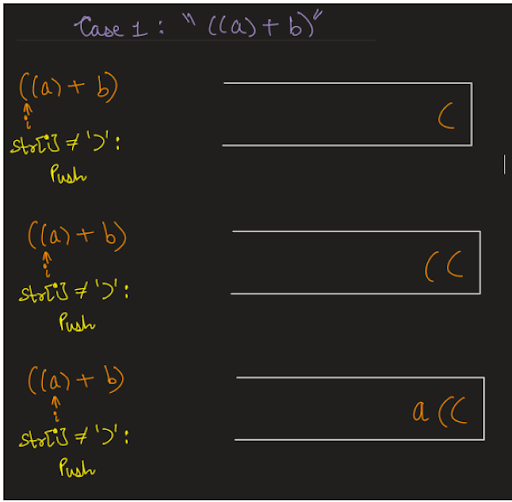 Case 1: " ((a) + b)"
((a) + b)
(
i
str[i] ≠ ')':
Push
((a) + b)
( (
i
str[i] ≠ ')':
Push
((a) + b)
a ( (
i
str[i] ≠ ')':
Push